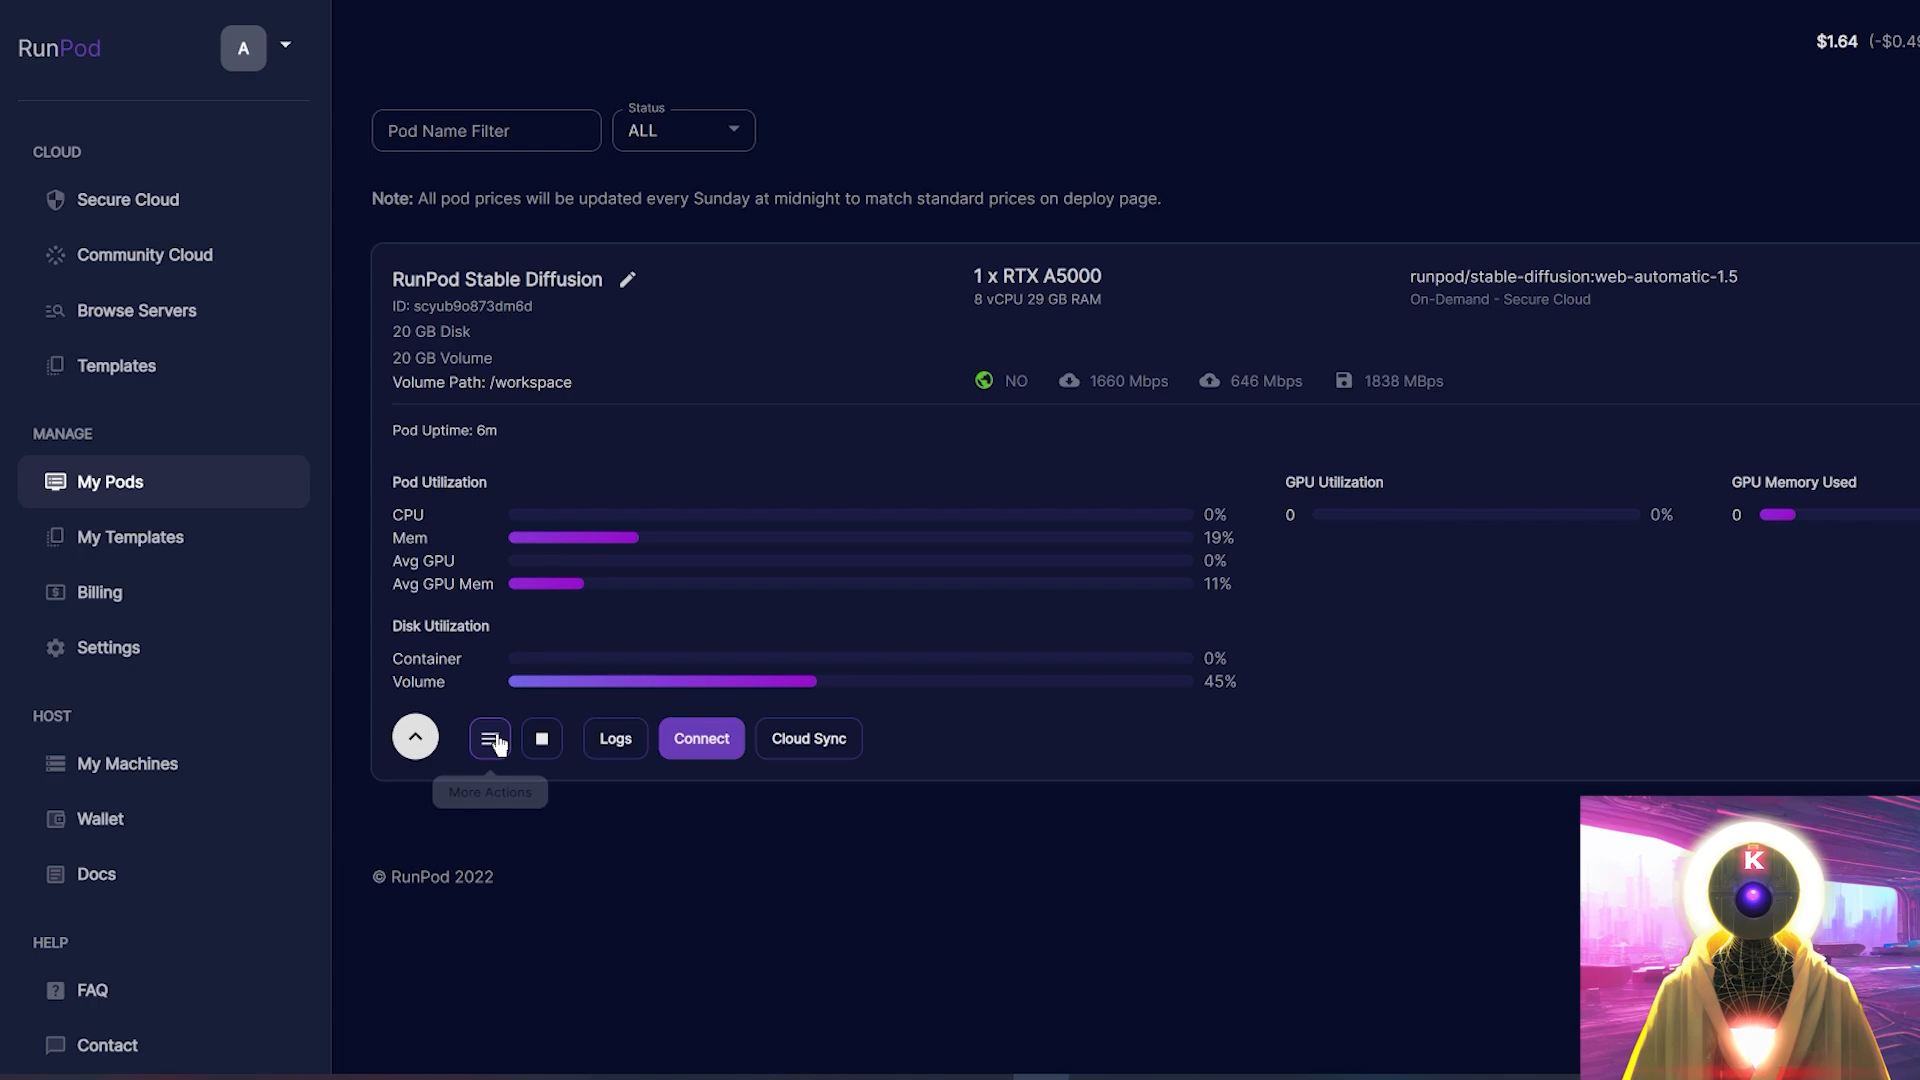 RunPod
A
$1.64 (-$0.49
CLOUD
Secure Cloud
Community Cloud
Browse Servers
Templates
MANAGE
My Pods
My Templates
Billing
Settings
HOST
My Machines
Wallet
Docs
HELP
FAQ
Contact
Pod Name Filter
Status
ALL
Note: All pod prices will be updated every Sunday at midnight to match standard prices on deploy page.
RunPod Stable Diffusion
ID: scyub9o873dm6d
20 GB Disk
20 GB Volume
Volume Path: /workspace
1 x RTX A5000
8 vCPU 29 GB RAM
runpod/stable-diffusion:web-automatic-1.5
On-Demand - Secure Cloud
NO 1660 Mbps 646 Mbps 1838 MBps
Pod Uptime: 6m
Pod Utilization
CPU 0%
Mem 19%
Avg GPU 0%
Avg GPU Mem 11%
GPU Utilization
0 0%
GPU Memory Used
0
Disk Utilization
Container 0%
Volume 45%
Logs
Connect
Cloud Sync
More Actions
© RunPod 2022
K